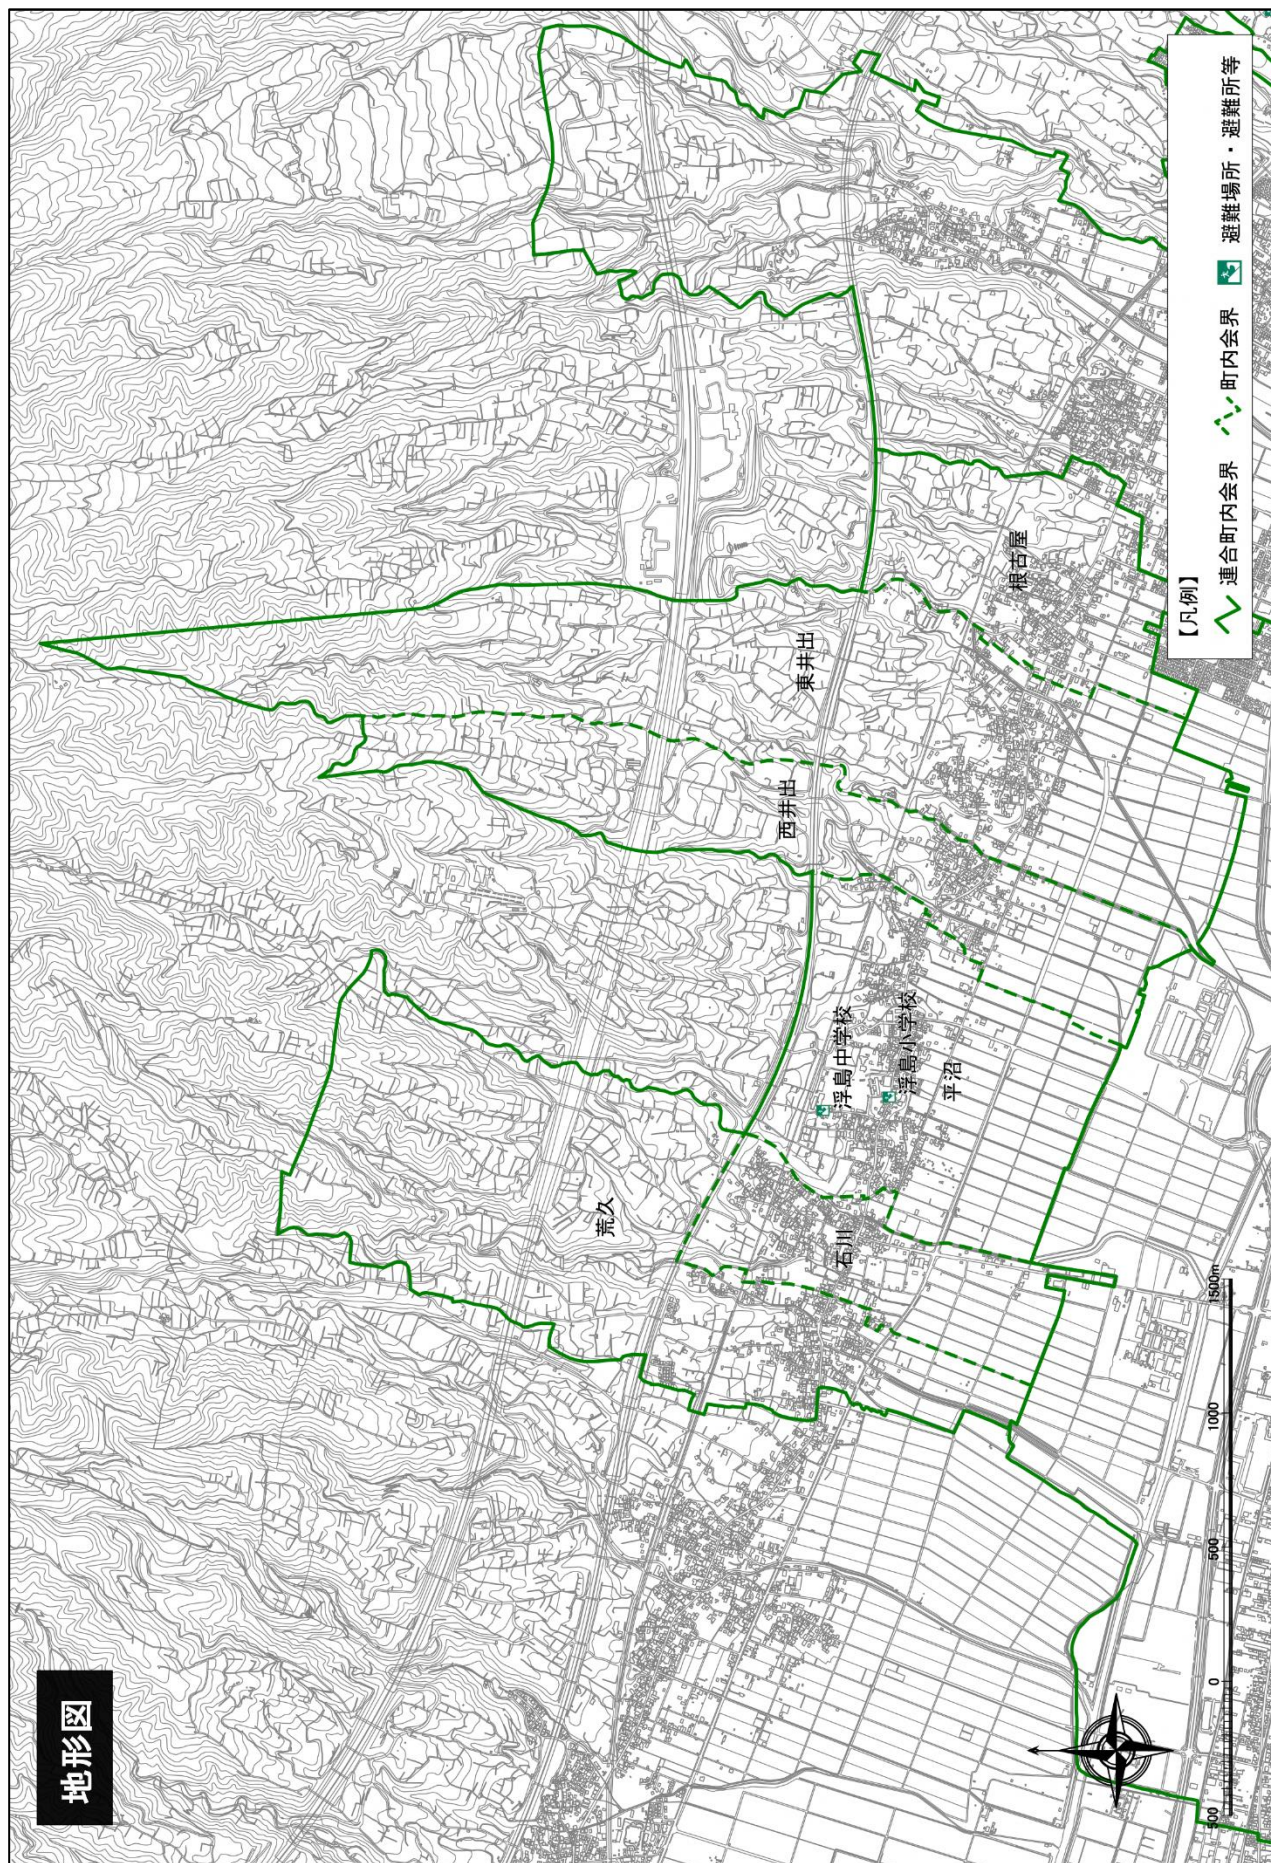 地形図
荒久
石川
浮島中学校
浮島小学校
平沼
西井出
東井出
根古屋
【凡例】
連合町内会界 町内会界 避難場所・避難所等
500 0 500 1000 1500m